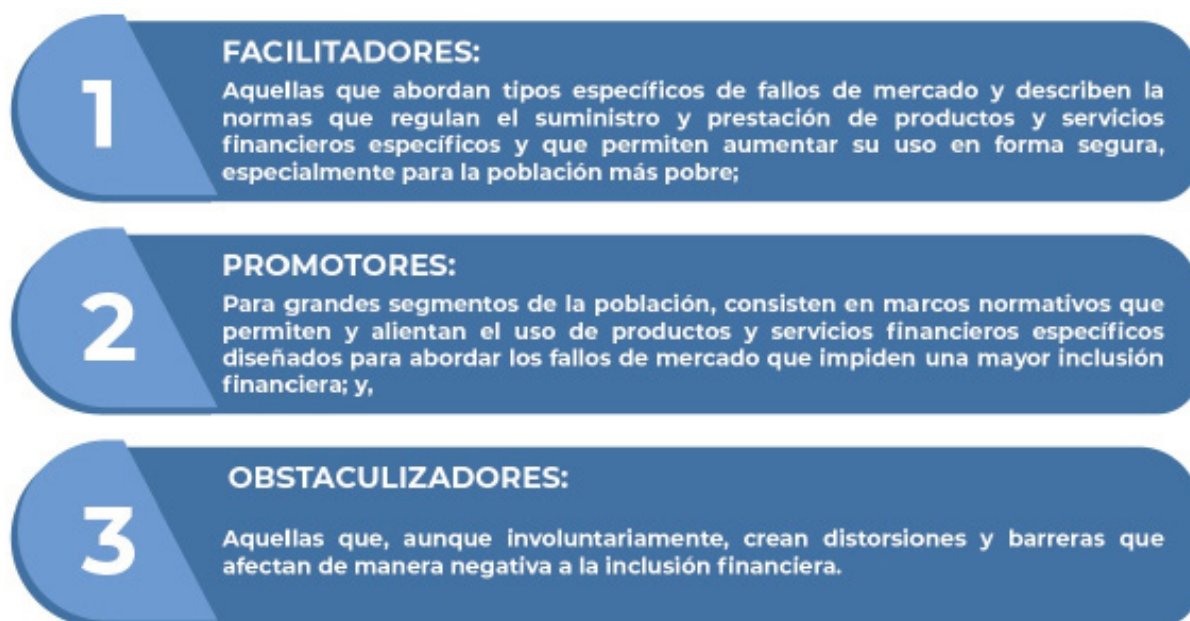 1
FACILITADORES:
Aquellas que abordan tipos específicos de fallos de mercado y describen la
normas que regulan el suministro y prestación de productos y servicios
financieros específicos y que permiten aumentar su uso en forma segura,
especialmente para la población más pobre;
2
PROMOTORES:
Para grandes segmentos de la población, consisten en marcos normativos que
permiten y alientan el uso de productos y servicios financieros específicos
diseñados para abordar los fallos de mercado que impiden una mayor inclusión
financiera; y,
3
OBSTACULIZADORES:
Aquellas que, aunque involuntariamente, crean distorsiones y barreras que
afectan de manera negativa a la inclusión financiera.